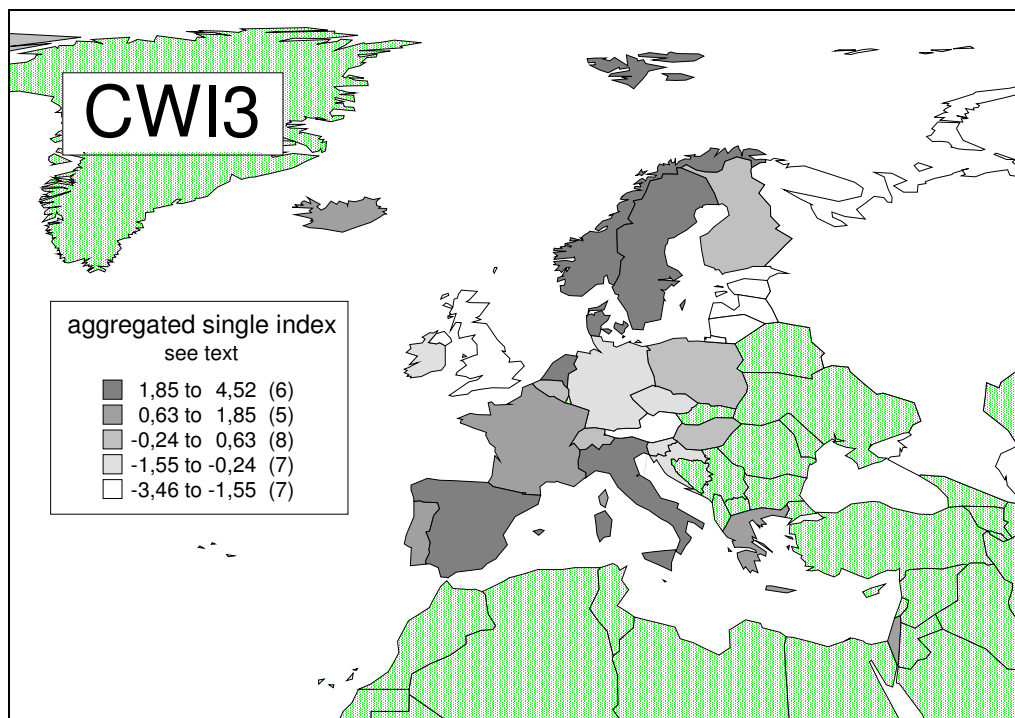 CWI3
aggregated single index
see text
1,85 to 4,52 (6)
0,63 to 1,85 (5)
-0,24 to 0,63 (8)
-1,55 to -0,24 (7)
-3,46 to -1,55 (7)